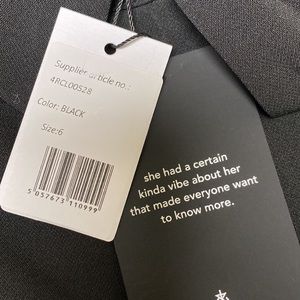 Supplier article no.:
4RCL00528
Color: BLACK
Size:6
5 057673 110999
she had a certain
kinda vibe about her
that made everyone want
to know more.